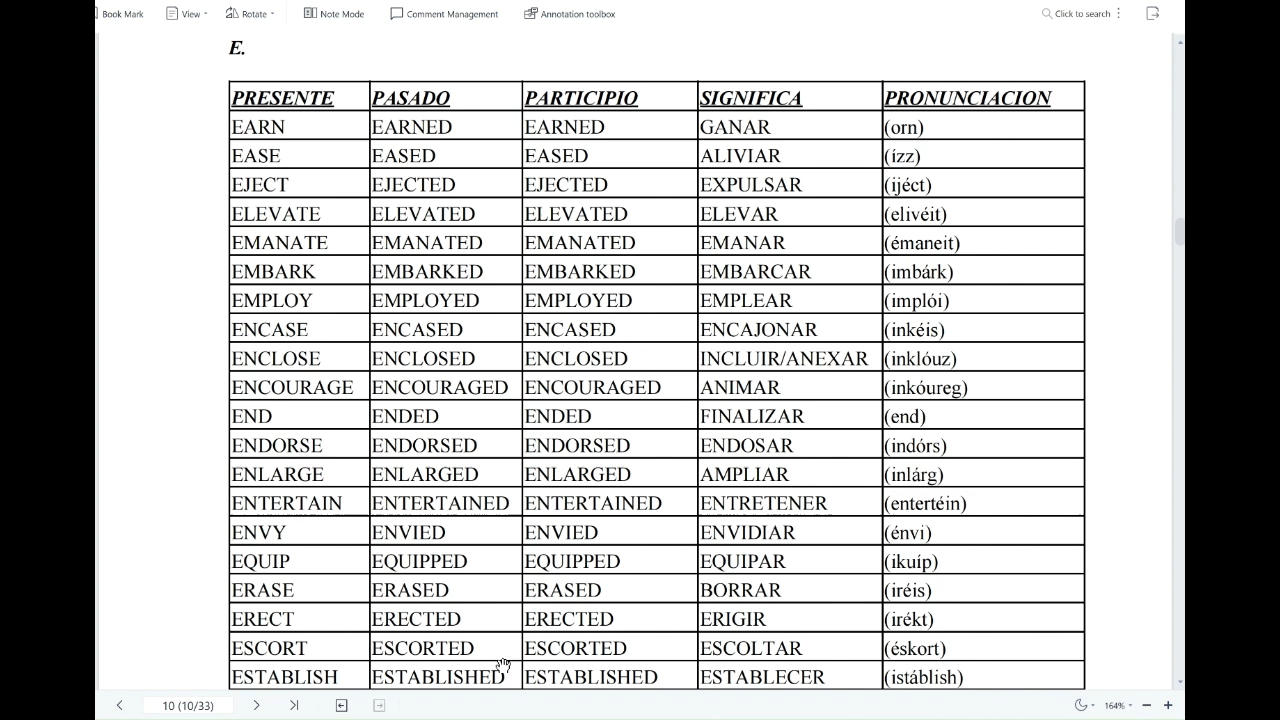 Book Mark View Rotate Note Mode Comment Management Annotation toolbox Click to search
E.
PRESENTE PASADO PARTICIPIO SIGNIFICA PRONUNCIACION
EARN EARNED EARNED GANAR (orn)
EASE EASED EASED ALIVIAR (ízz)
EJECT EJECTED EJECTED EXPULSAR (ijéct)
ELEVATE ELEVATED ELEVATED ELEVAR (elivéit)
EMANATE EMANATED EMANATED EMANAR (émaneit)
EMBARK EMBARKED EMBARKED EMBARCAR (imbárk)
EMPLOY EMPLOYED EMPLOYED EMPLEAR (implói)
ENCASE ENCASED ENCASED ENCAJONAR (inkéis)
ENCLOSE ENCLOSED ENCLOSED INCLUIR/ANEXAR (inklóuz)
ENCOURAGE ENCOURAGED ENCOURAGED ANIMAR (inkóureg)
END ENDED ENDED FINALIZAR (end)
ENDORSE ENDORSED ENDORSED ENDOSAR (indórs)
ENLARGE ENLARGED ENLARGED AMPLIAR (inlárg)
ENTERTAIN ENTERTAINED ENTERTAINED ENTRETENER (entertéin)
ENVY ENVIED ENVIED ENVIDIAR (énvi)
EQUIP EQUIPPED EQUIPPED EQUIPAR (ikuíp)
ERASE ERASED ERASED BORRAR (iréis)
ERECT ERECTED ERECTED ERIGIR (irékt)
ESCORT ESCORTED ESCORTED ESCOLTAR (éskort)
ESTABLISH ESTABLISHED ESTABLISHED ESTABLECER (istáblish)
10 (10/33) 164%